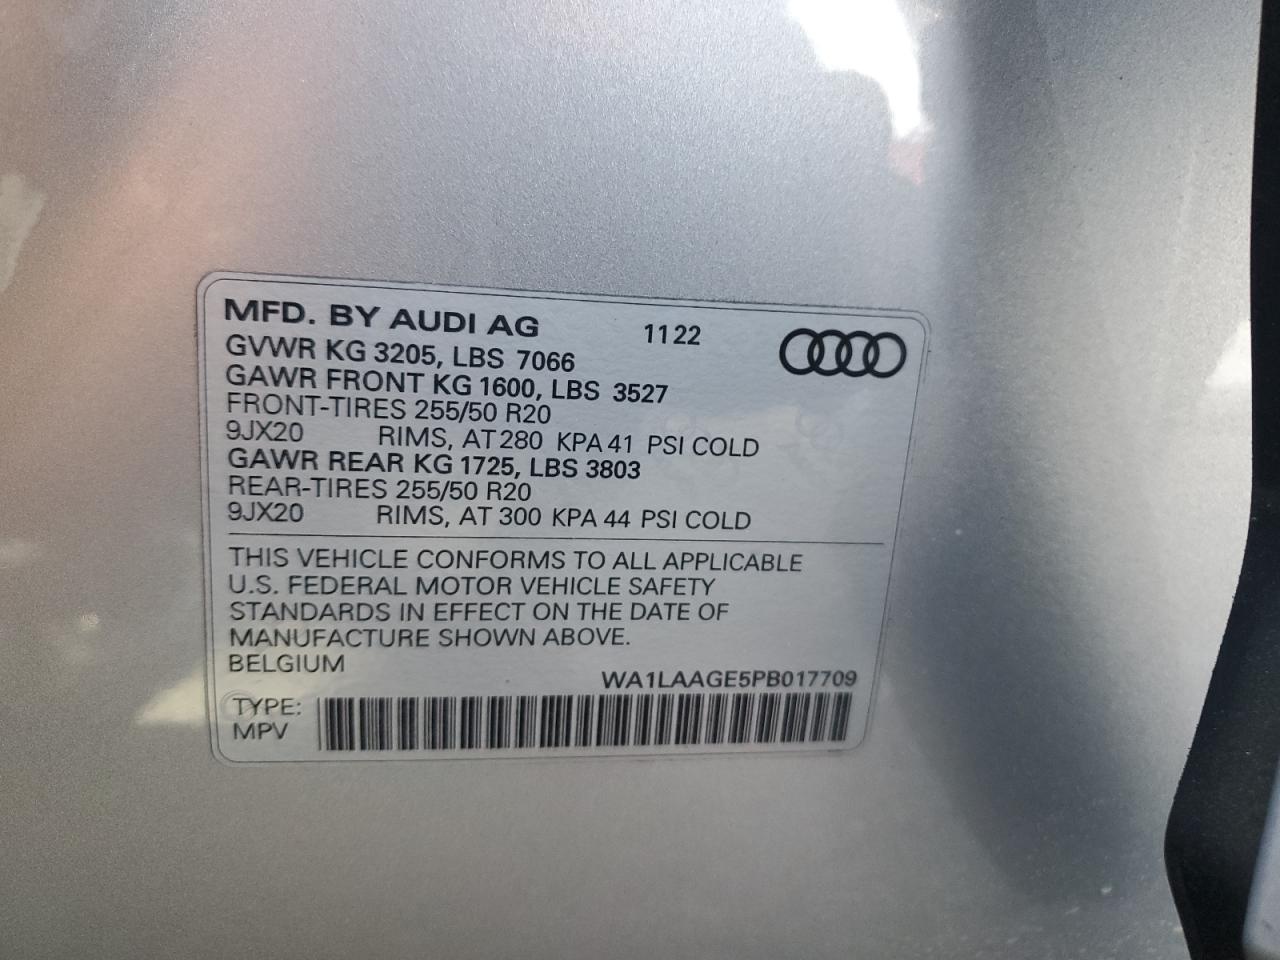 MFD. BY AUDI AG 1122
GVWR KG 3205, LBS 7066
GAWR FRONT KG 1600, LBS 3527
FRONT-TIRES 255/50 R20
9JX20 RIMS, AT 280 KPA 41 PSI COLD
GAWR REAR KG 1725, LBS 3803
REAR-TIRES 255/50 R20
9JX20 RIMS, AT 300 KPA 44 PSI COLD
THIS VEHICLE CONFORMS TO ALL APPLICABLE
U.S. FEDERAL MOTOR VEHICLE SAFETY
STANDARDS IN EFFECT ON THE DATE OF
MANUFACTURE SHOWN ABOVE.
BELGIUM
WA1LAAGE5PB017709
TYPE:
MPV